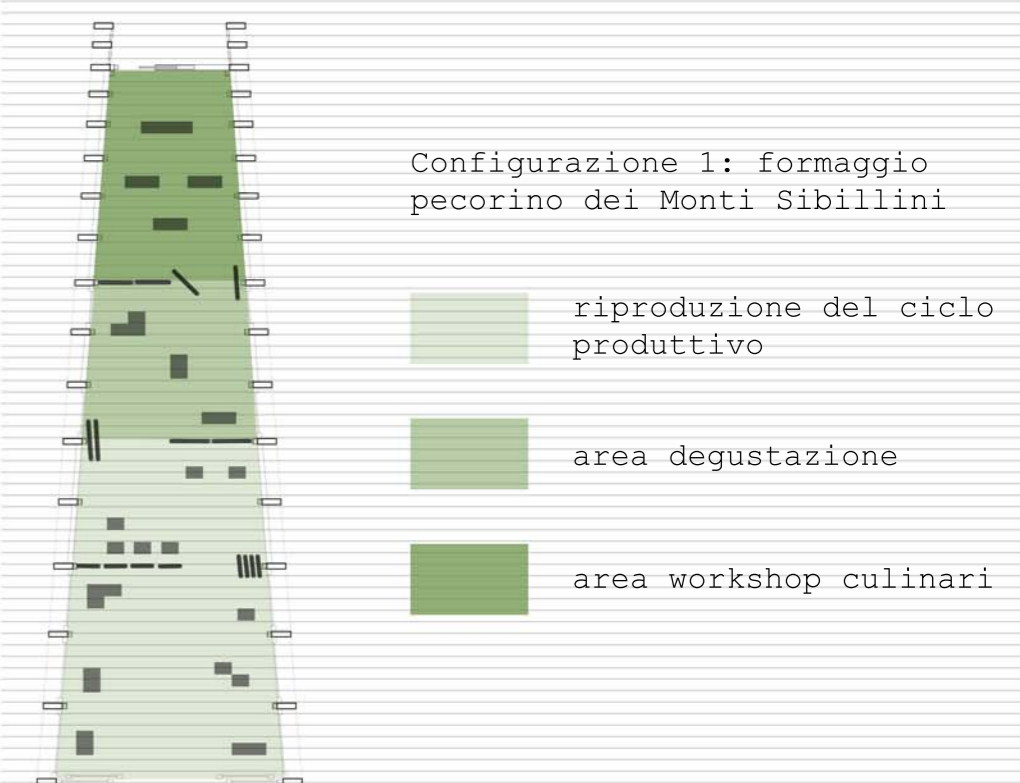 Configurazione 1: formaggio
pecorino dei Monti Sibillini
riproduzione del ciclo
produttivo
area degustazione
area workshop culinari